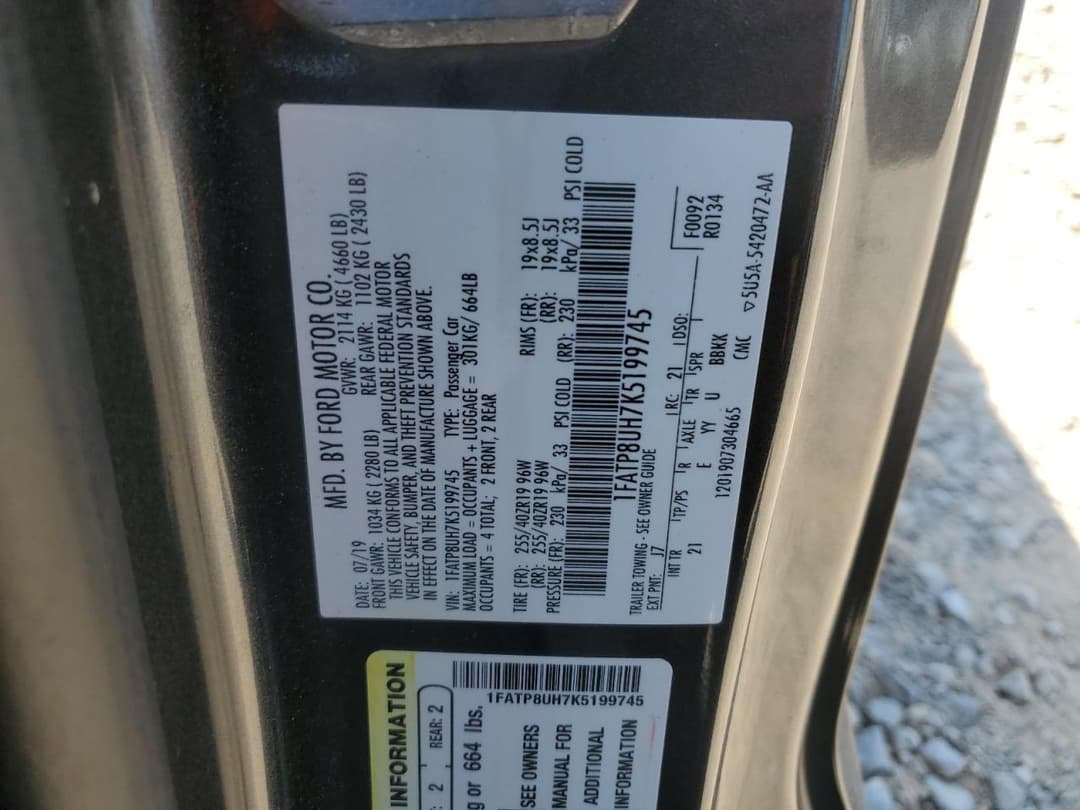 MFD. BY FORD MOTOR CO.
DATE: 07/19 GVWR: 2114 KG ( 4660 LB)
FRONT GAWR: 1034 KG ( 2280 LB) REAR GAWR: 1102 KG ( 2430 LB)
THIS VEHICLE CONFORMS TO ALL APPLICABLE FEDERAL MOTOR
VEHICLE SAFETY, BUMPER, AND THEFT PREVENTION STANDARDS
IN EFFECT ON THE DATE OF MANUFACTURE SHOWN ABOVE.
VIN: 1FATP8UH7K5199745 TYPE: Passenger Car
MAXIMUM LOAD = OCCUPANTS + LUGGAGE = 301KG/ 664LB
OCCUPANTS = 4 TOTAL; 2 FRONT, 2 REAR
TIRE (FR): 255/40ZR19 96W RIMS (FR): 19x8.5J
(RR): 255/40ZR19 96W (RR): 19x8.5J
PRESSURE (FR): 230 kPa/ 33 PSI COLD (RR): 230 kPa/ 33 PSI COLD
1FATP8UH7K5199745
TRAILER TOWING - SEE OWNER GUIDE
EXT PNT: J7 RC: 21 DSO: F0092
INT TR TP/PS R AXLE TR SPR R0134
21 E YY U BBKX
1201907304665 CMC ▽5U5A-5420472-AA
INFORMATION
: 2 REAR: 2
g or 664 lbs.
1FATP8UH7K5199745
SEE OWNERS
MANUAL FOR
ADDITIONAL
INFORMATION